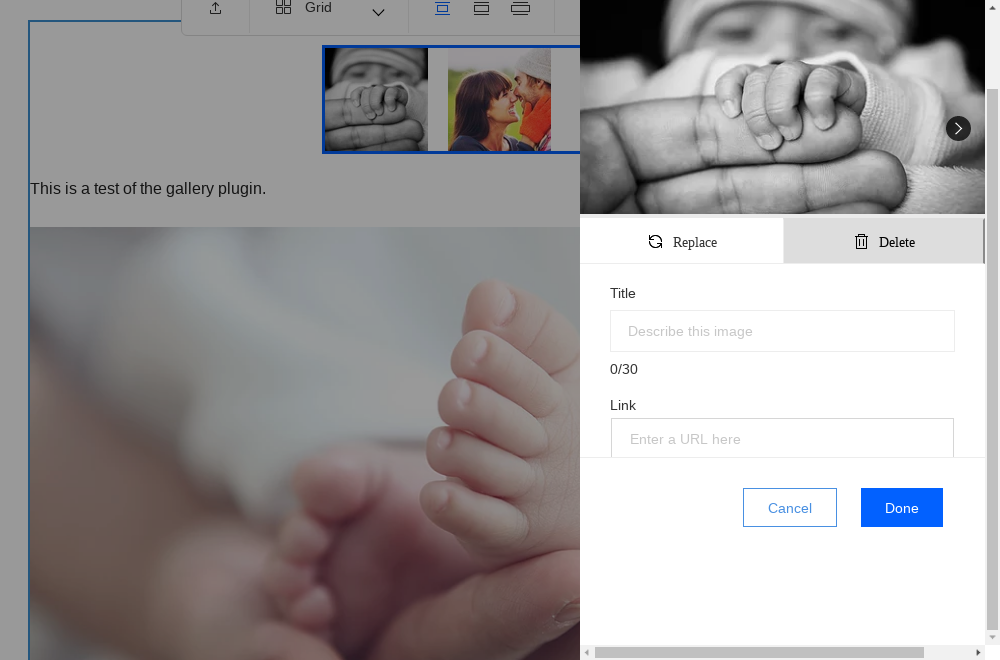 Grid
This is a test of the gallery plugin.
Replace
Delete
Title
Describe this image
0/30
Link
Enter a URL here
Cancel
Done